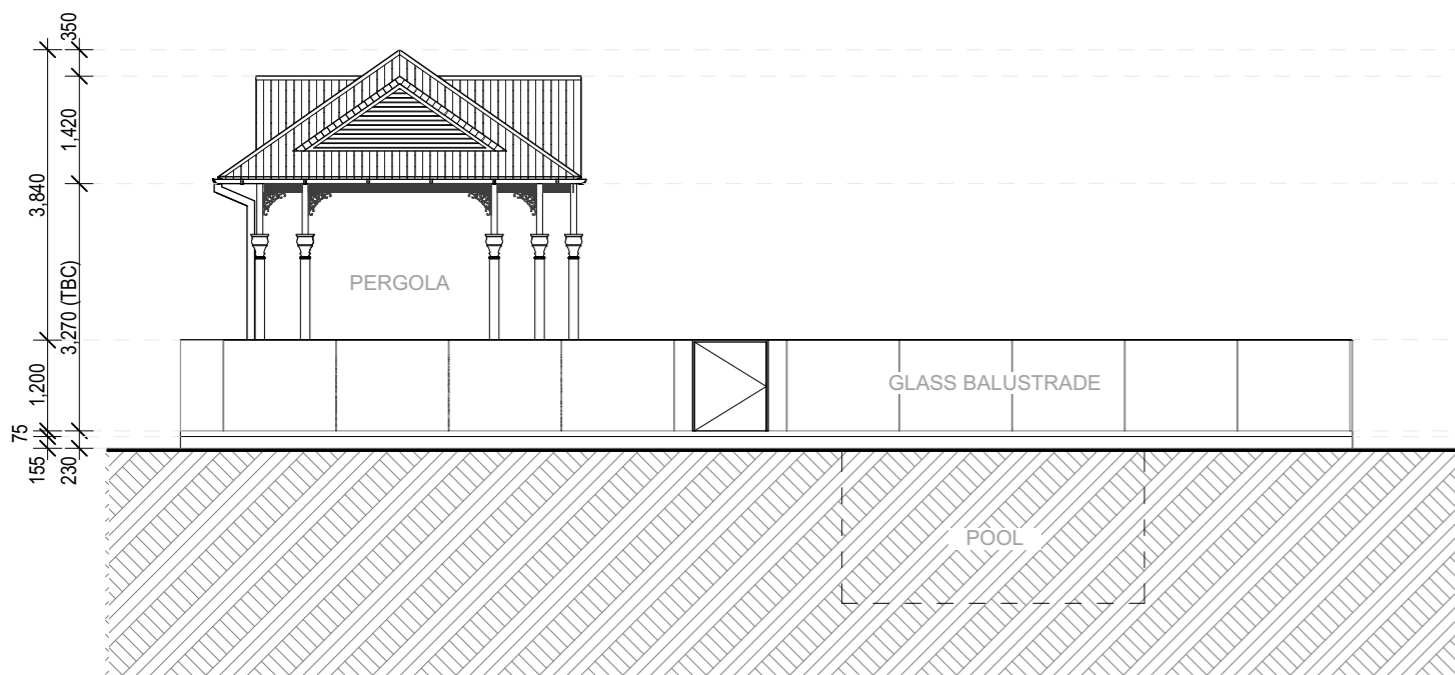 350
1,420
3,840
3,270 (TBC)
1,200
75
155
230
PERGOLA
GLASS BALUSTRADE
POOL